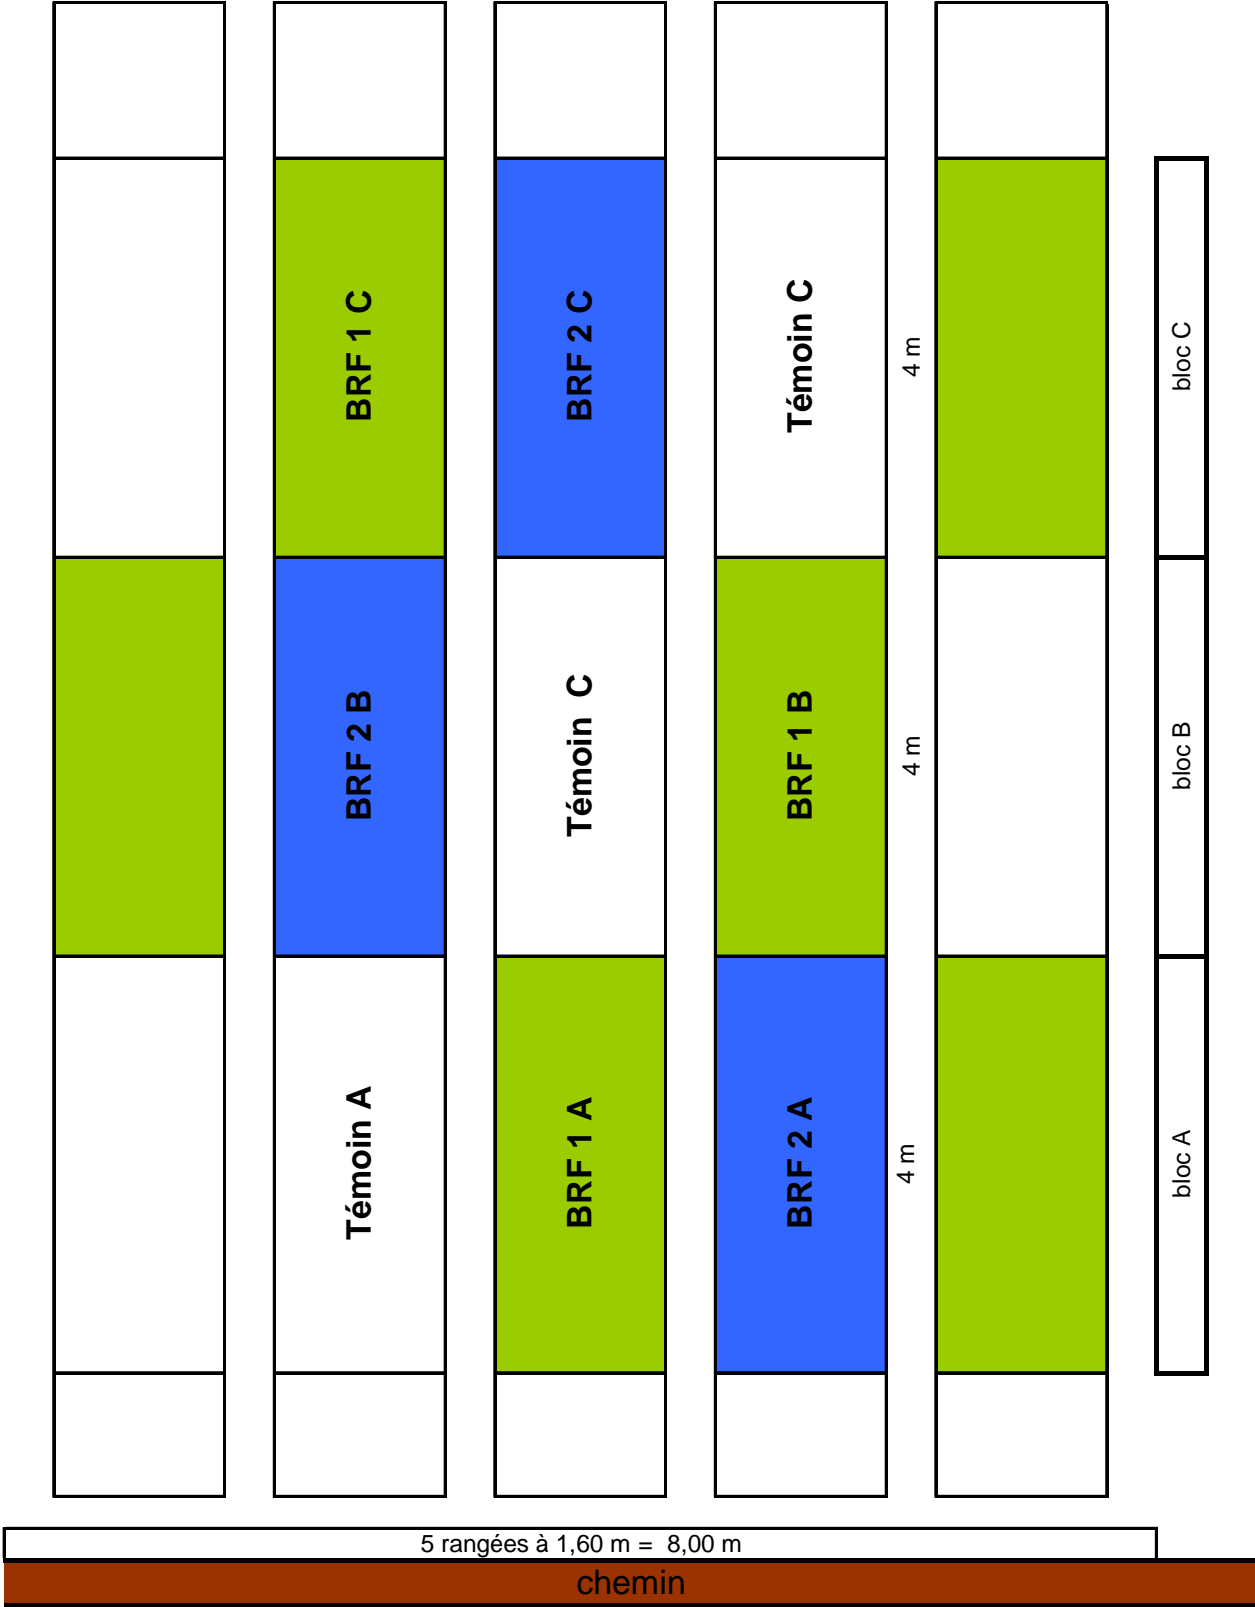 BRF 1 C
BRF 2 C
Témoin C
4 m
bloc C
BRF 2 B
Témoin C
BRF 1 B
4 m
bloc B
Témoin A
BRF 1 A
BRF 2 A
4 m
bloc A
5 rangées à 1,60 m = 8,00 m
chemin